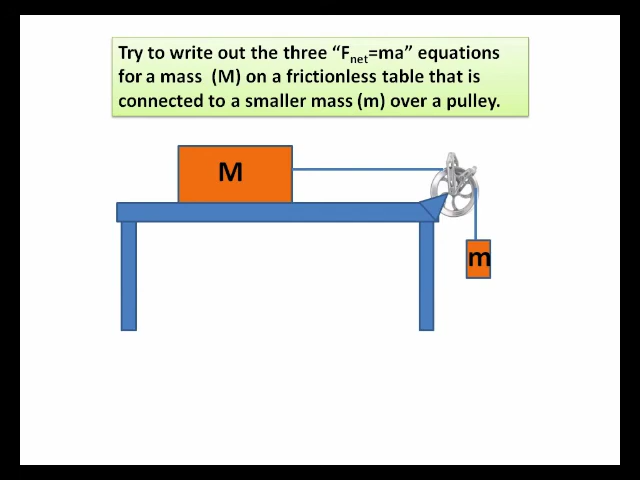 Try to write out the three “Fnet=ma” equations
for a mass (M) on a frictionless table that is
connected to a smaller mass (m) over a pulley.
M
m